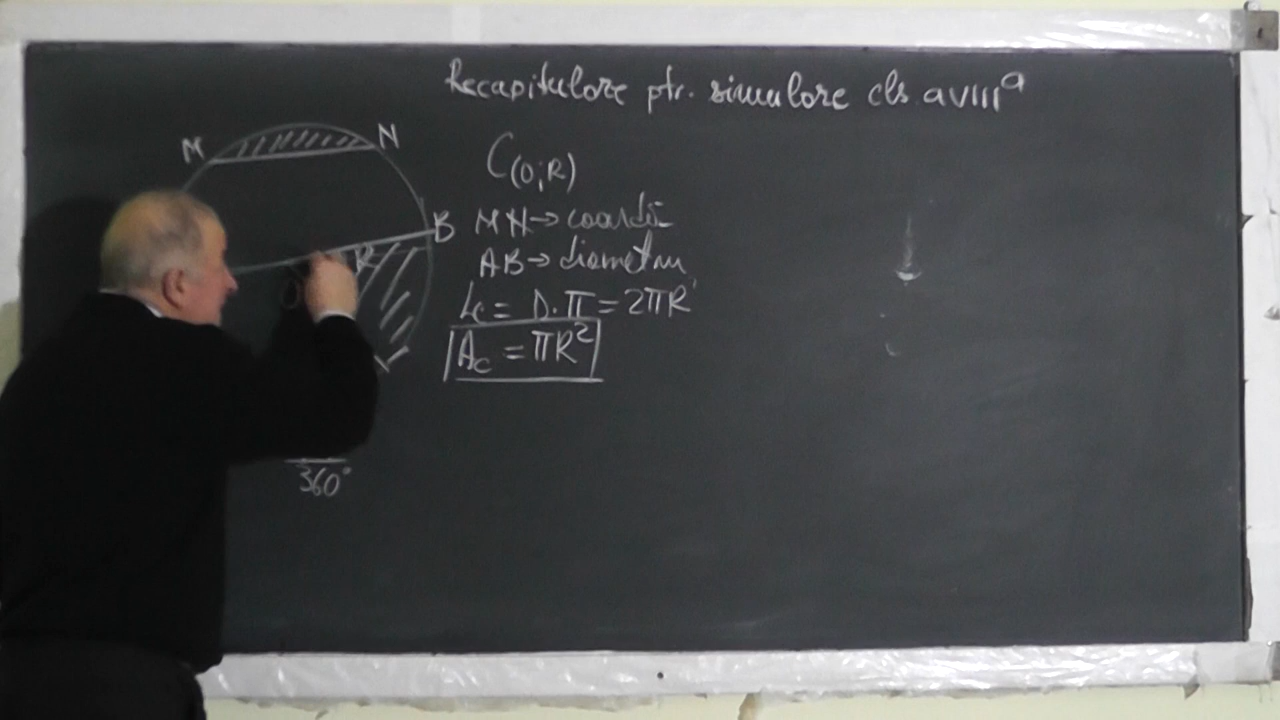 Recapitulare ptr. simulare cls. a VIII a
M N
C(O;R)
B
MN → coardă
AB → diametru
R
O
Lc = D.π = 2πR
Ac = πR²
360°